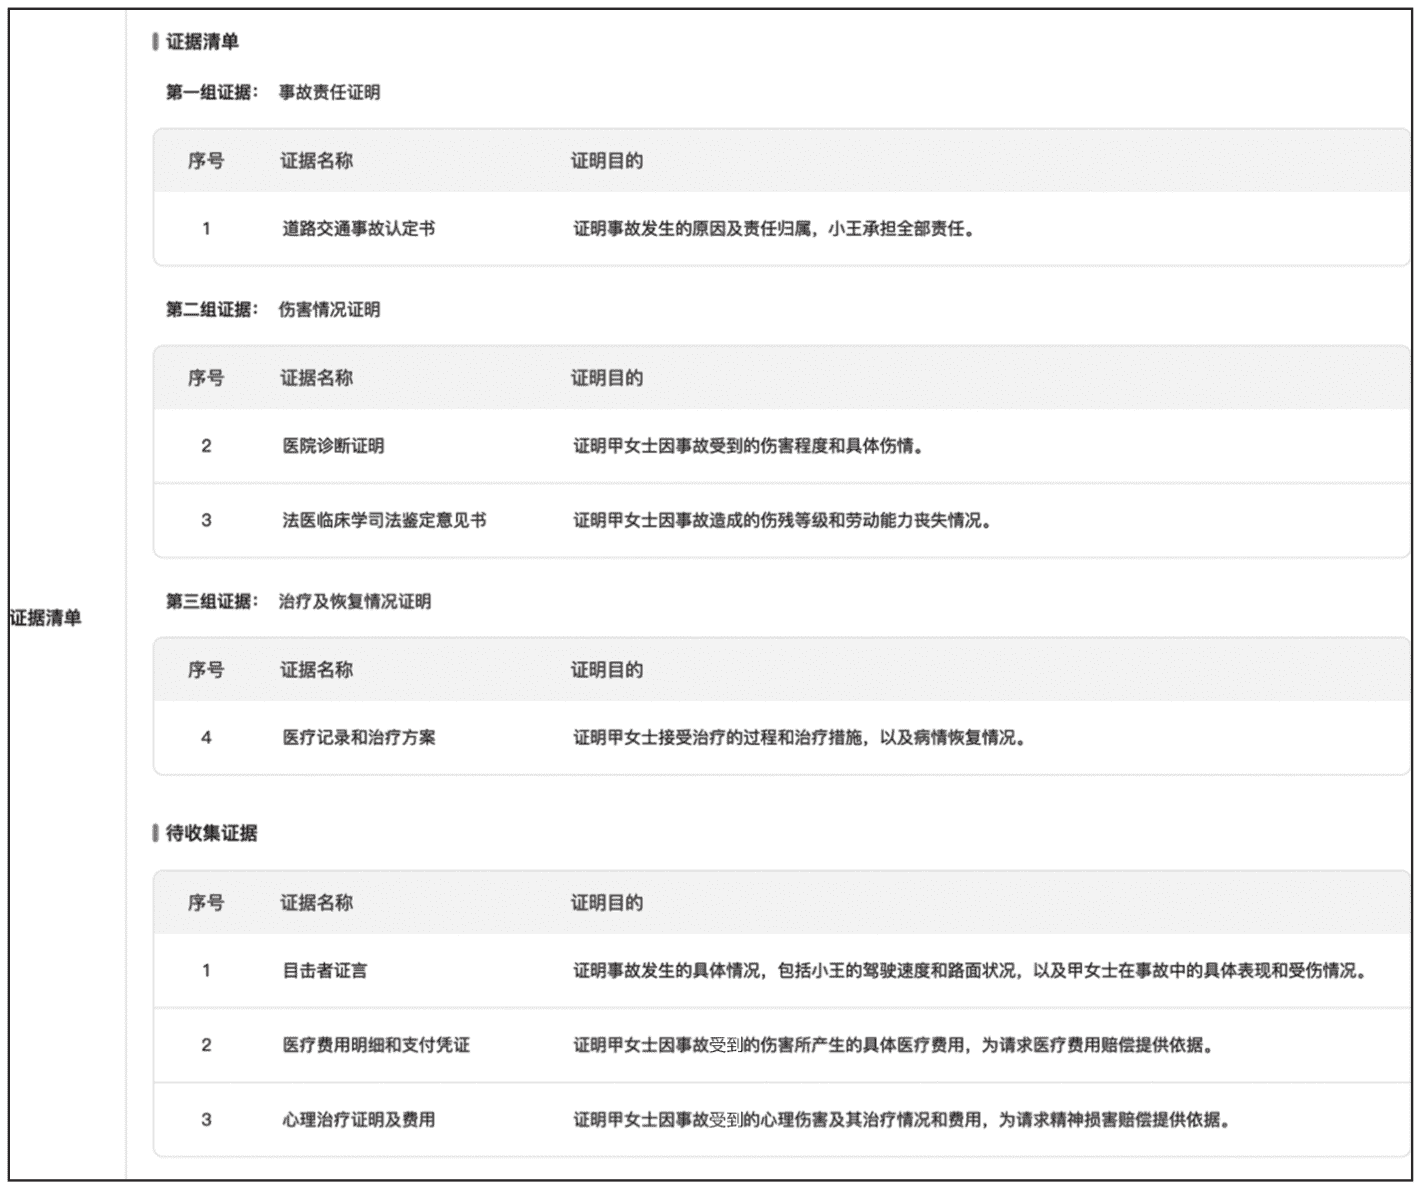 证据清单
证据清单
第一组证据： 事故责任证明
序号 证据名称 证明目的
1 道路交通事故认定书 证明事故发生的原因及责任归属，小王承担全部责任。
第二组证据： 伤害情况证明
序号 证据名称 证明目的
2 医院诊断证明 证明甲女士因事故受到的伤害程度和具体伤情。
3 法医临床学司法鉴定意见书 证明甲女士因事故造成的伤残等级和劳动能力丧失情况。
第三组证据： 治疗及恢复情况证明
序号 证据名称 证明目的
4 医疗记录和治疗方案 证明甲女士接受治疗的过程和治疗措施，以及病情恢复情况。
待收集证据
序号 证据名称 证明目的
1 目击者证言 证明事故发生的具体情况，包括小王的驾驶速度和路面状况，以及甲女士在事故中的具体表现和受伤情况。
2 医疗费用明细和支付凭证 证明甲女士因事故受到的伤害所产生的具体医疗费用，为请求医疗费用赔偿提供依据。
3 心理治疗证明及费用 证明甲女士因事故受到的心理伤害及其治疗情况和费用，为请求精神损害赔偿提供依据。